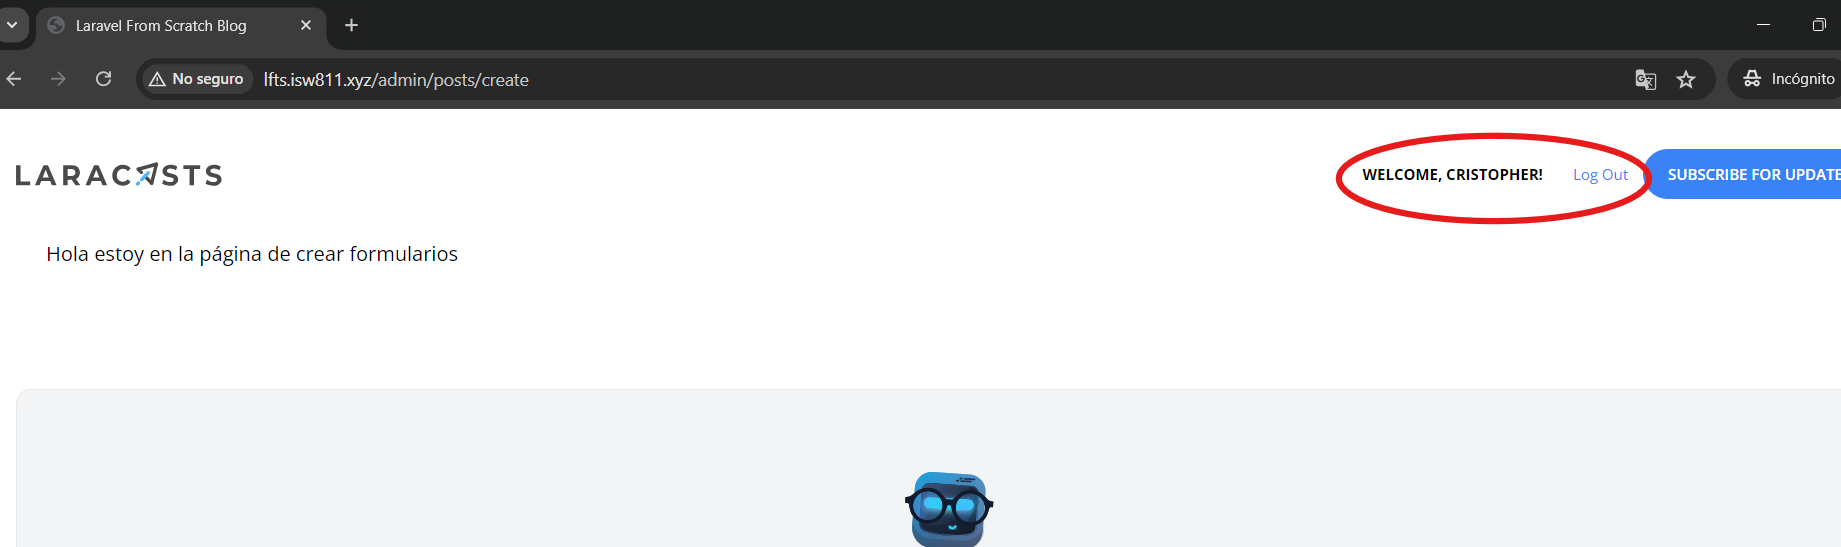 Laravel From Scratch Blog
No seguro lfts.isw811.xyz/admin/posts/create Incógnito
LARACASTS WELCOME, CRISTOPHER! Log Out SUBSCRIBE FOR UPDATE
Hola estoy en la página de crear formularios